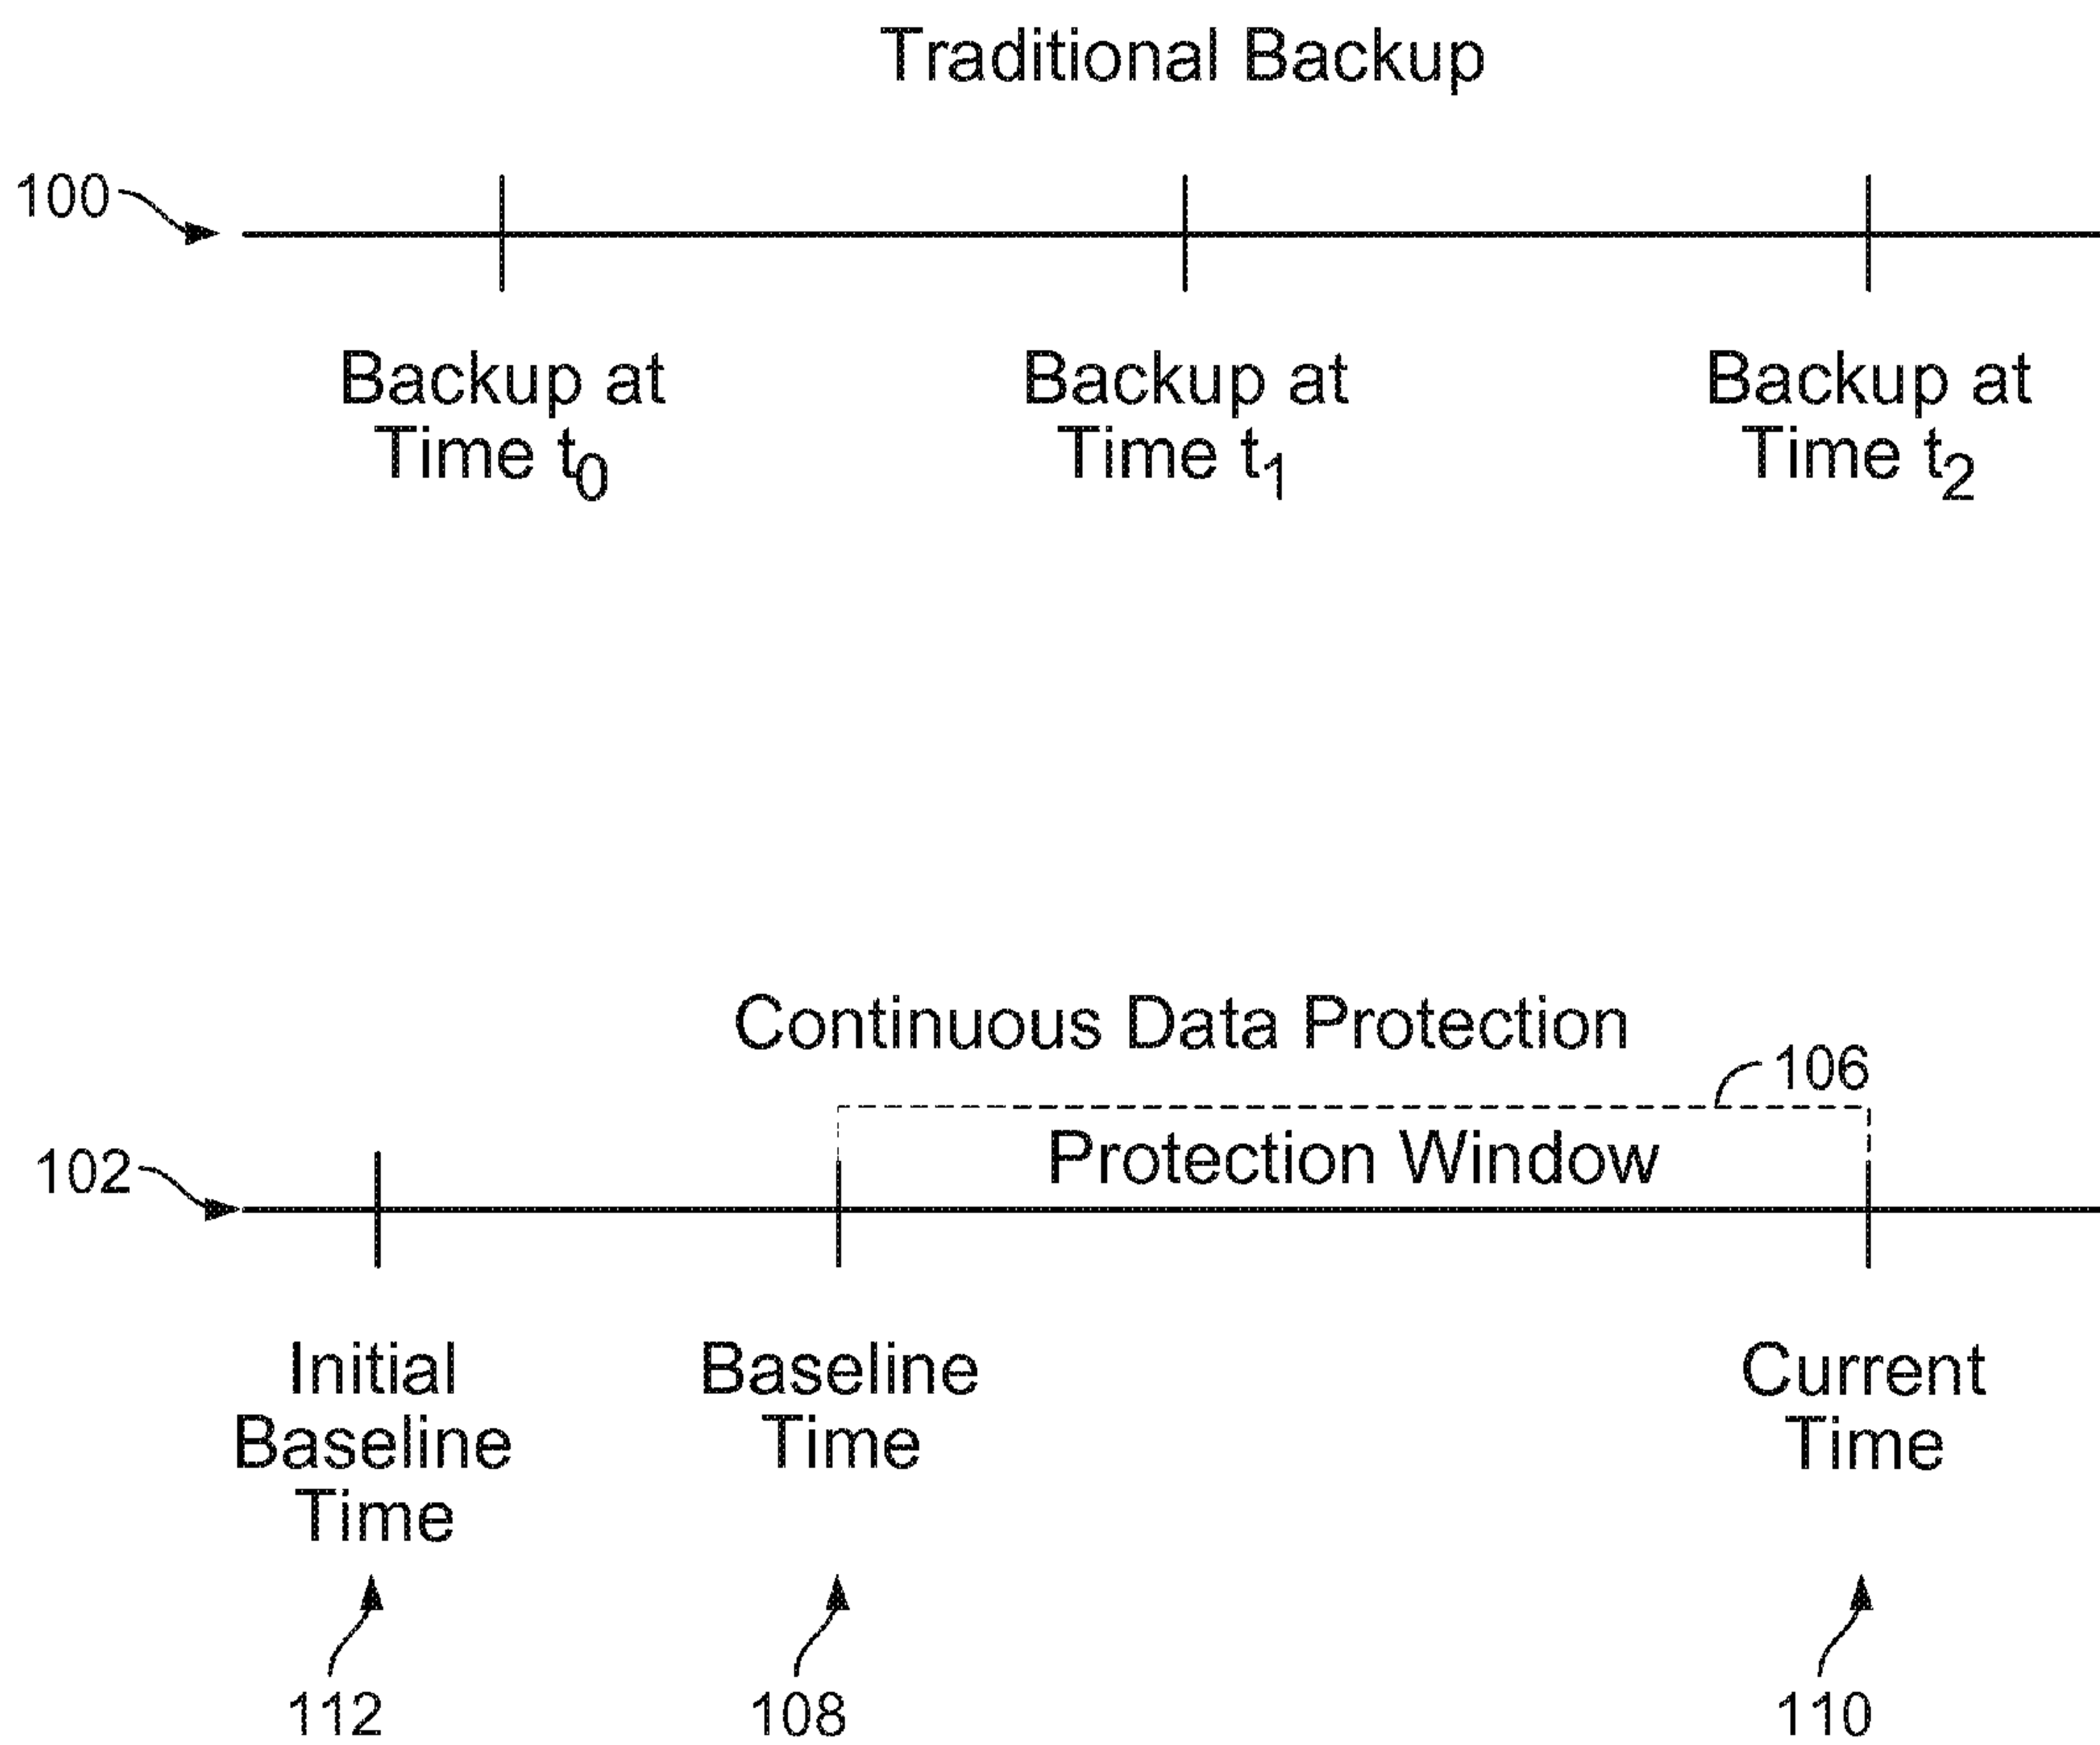 Traditional Backup
100
Backup at
Time t0
Backup at
Time t1
Backup at
Time t2
Continuous Data Protection
106
Protection Window
102
Initial
Baseline
Time
Baseline
Time
Current
Time
112
108
110